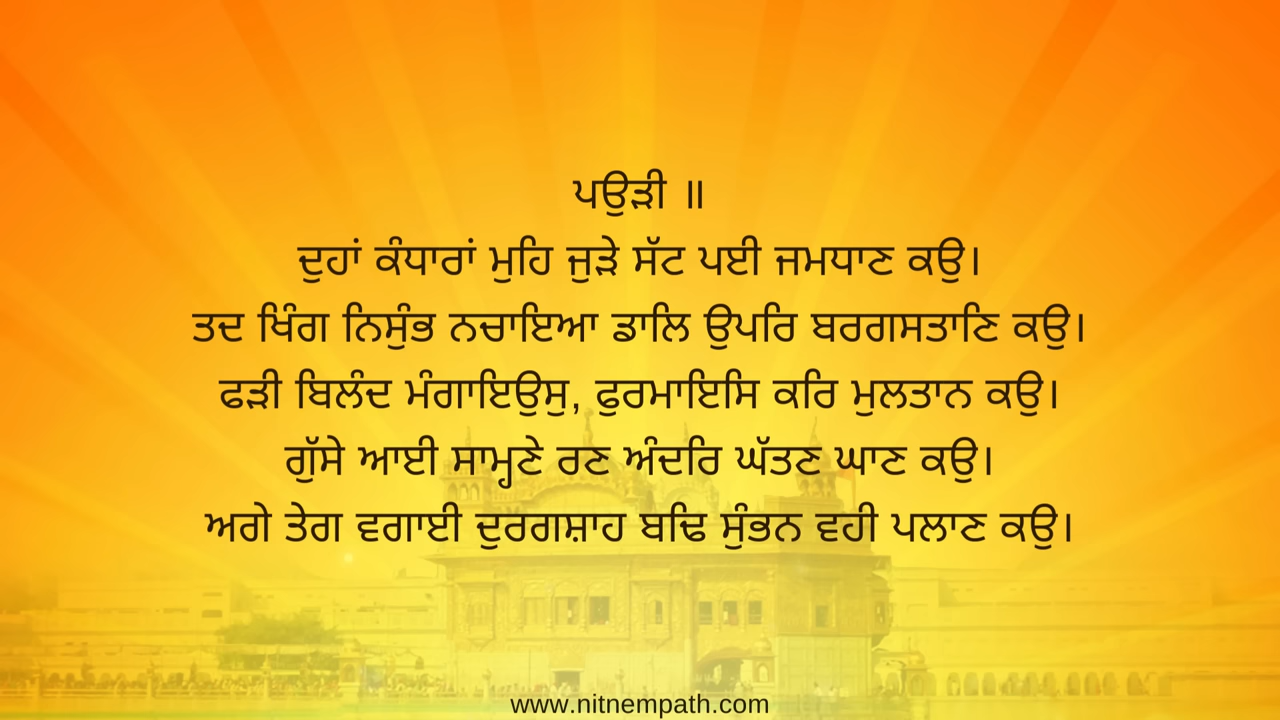 ਪਉੜੀ ॥
ਦੁਹਾਂ ਕੰਧਾਰਾਂ ਮੁਹਿ ਜੁੜੇ ਸੱਟ ਪਈ ਜਮਧਾਣ ਕਉ।
ਤਦ ਖਿੰਗ ਨਿਸੁੰਭ ਨਚਾਇਆ ਡਾਲਿ ਉਪਰਿ ਬਰਗਸਤਾਣਿ ਕਉ।
ਫੜੀ ਬਿਲੰਦ ਮੰਗਾਇਉਸੁ, ਫੁਰਮਾਇਸਿ ਕਰਿ ਮੁਲਤਾਨ ਕਉ।
ਗੁੱਸੇ ਆਈ ਸਾਮ੍ਹਣੇ ਰਣ ਅੰਦਰਿ ਘੱਤਣ ਘਾਣ ਕਉ।
ਅਗੇ ਤੇਗ ਵਗਾਈ ਦੁਰਗਸ਼ਾਹ ਬਢਿ ਸੁੰਭਨ ਵਹੀ ਪਲਾਣ ਕਉ।
www.nitnempath.com